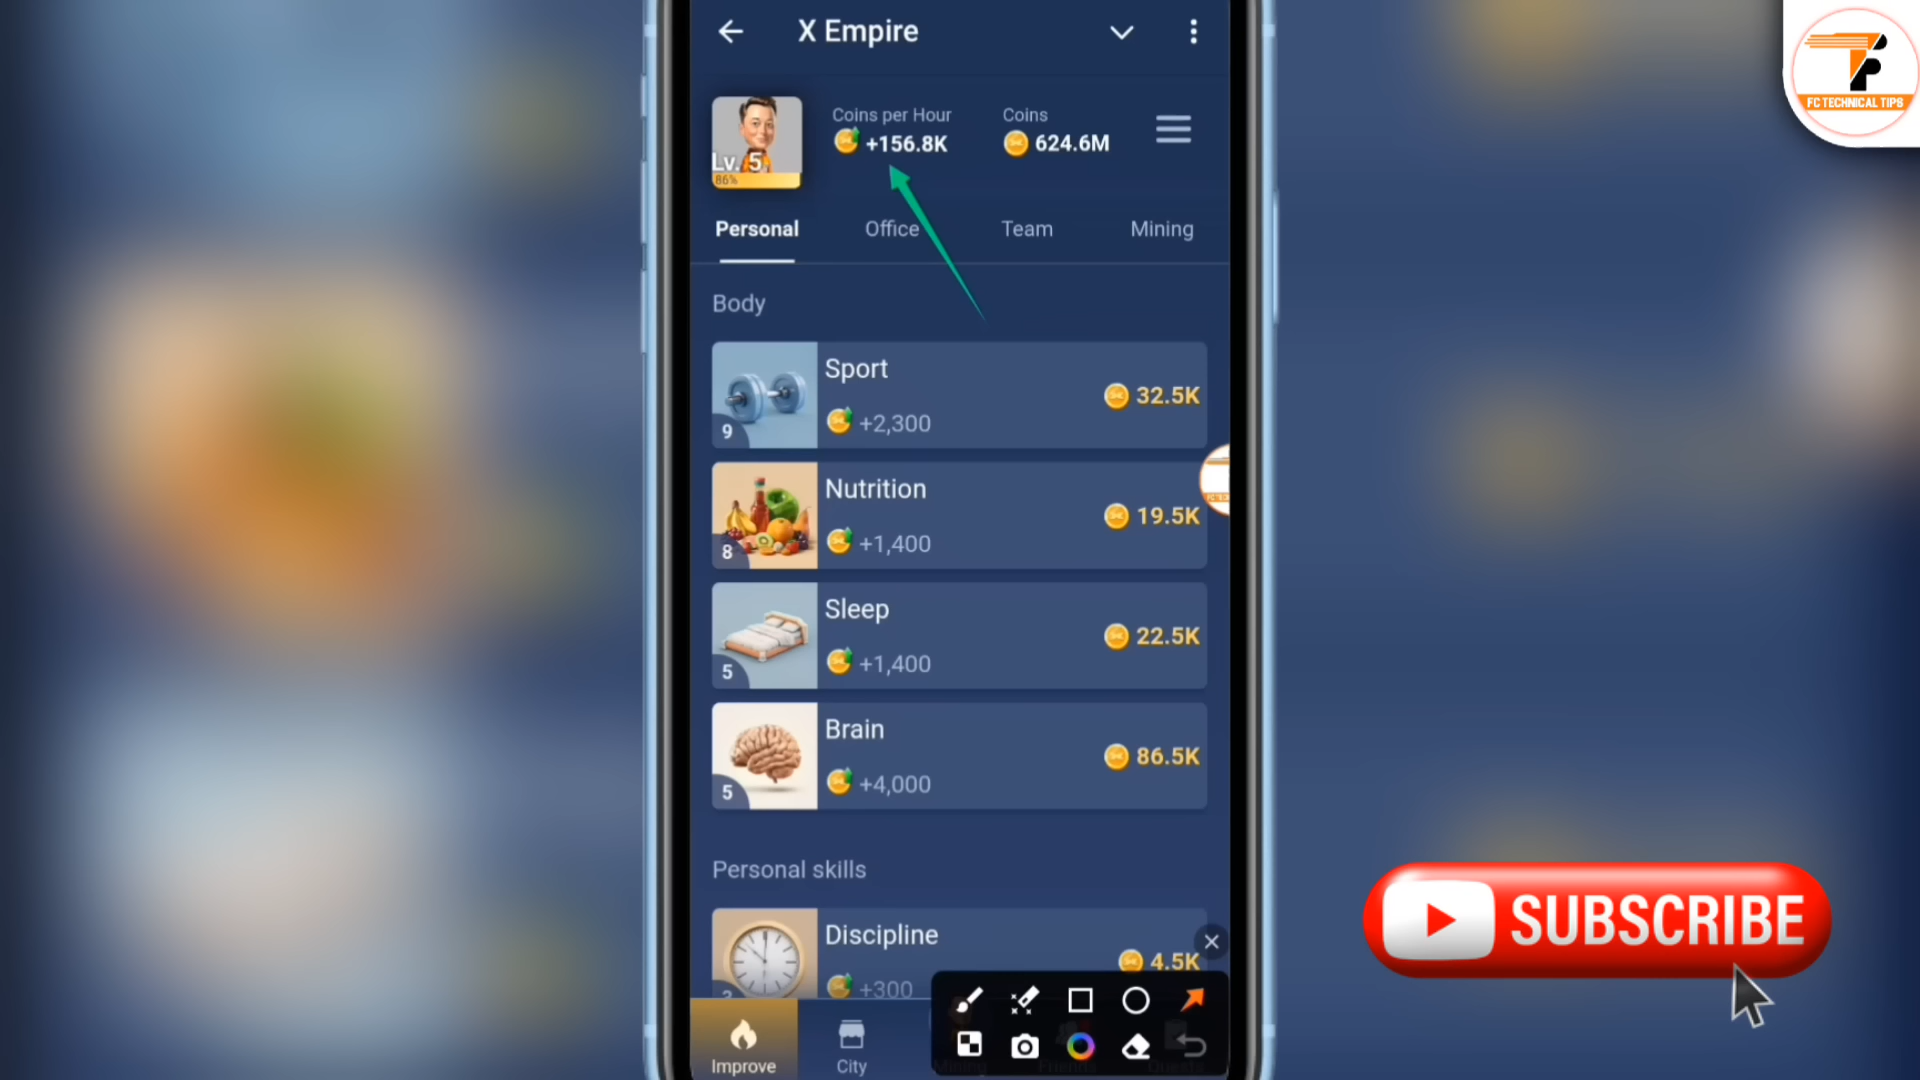 X Empire
FC TECHNICAL TIPS
Coins per Hour
+156.8K
Coins
624.6M
Lv. 5
86%
Personal
Office
Team
Mining
Body
Sport
+2,300
32.5K
9
Nutrition
+1,400
19.5K
8
Sleep
+1,400
22.5K
5
Brain
+4,000
86.5K
5
Personal skills
Discipline
+300
4.5K
Improve
City
SUBSCRIBE